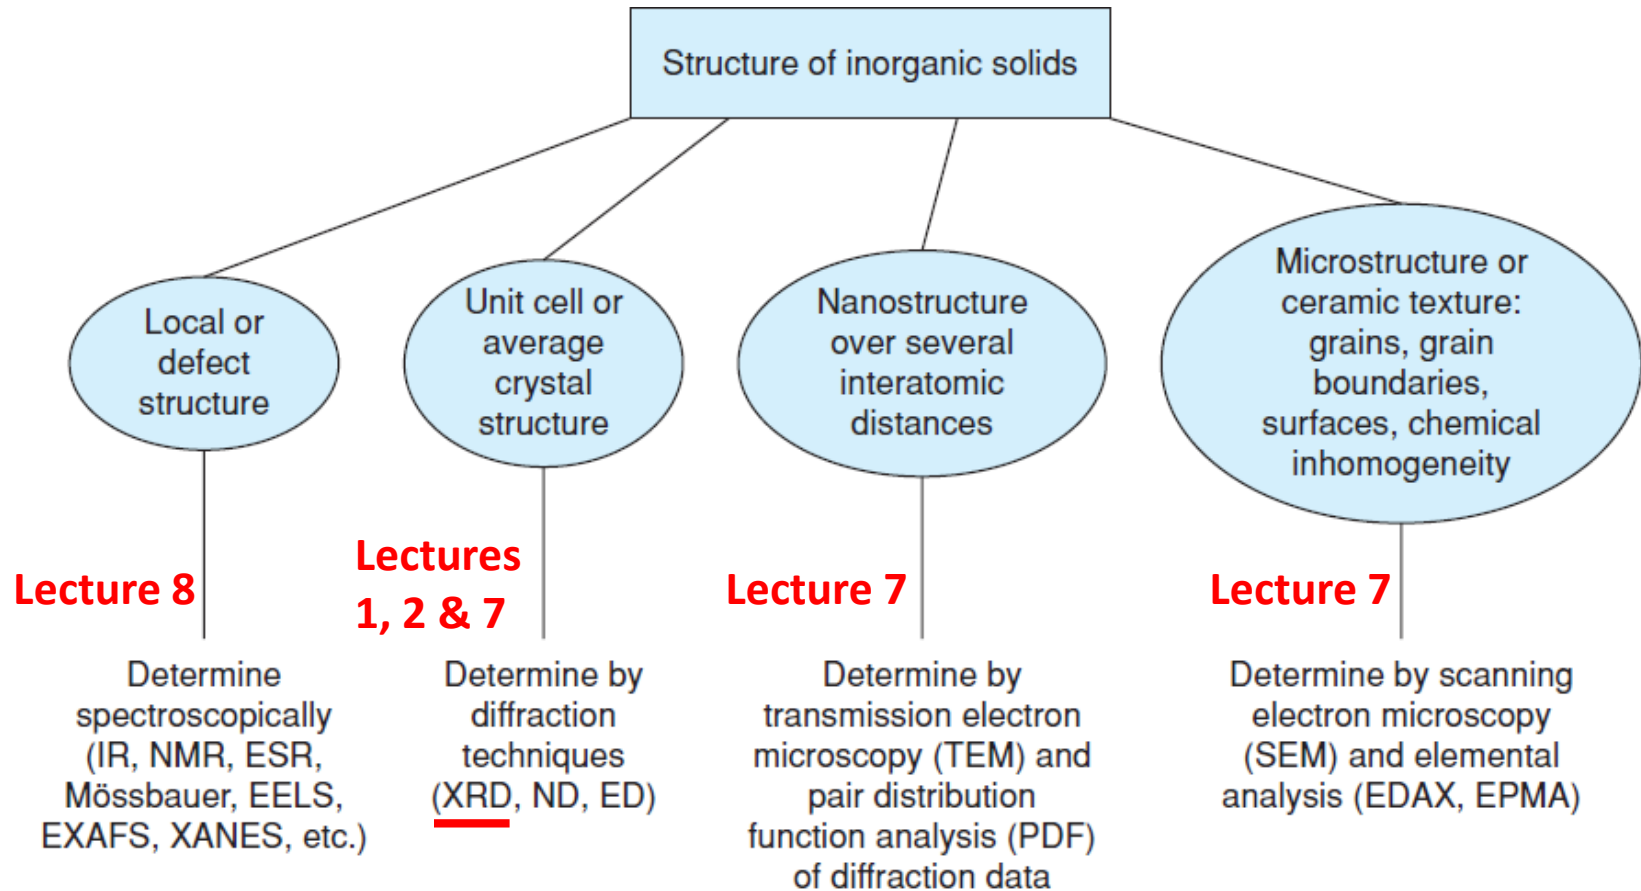 Structure of inorganic solids
Local or
defect
structure
Unit cell or
average
crystal
structure
Nanostructure
over several
interatomic
distances
Microstructure or
ceramic texture:
grains, grain
boundaries,
surfaces, chemical
inhomogeneity
Lecture 8
Lectures
1, 2 & 7
Lecture 7
Lecture 7
Determine
spectroscopically
(IR, NMR, ESR,
Mössbauer, EELS,
EXAFS, XANES, etc.)
Determine by
diffraction
techniques
(XRD, ND, ED)
Determine by
transmission electron
microscopy (TEM) and
pair distribution
function analysis (PDF)
of diffraction data
Determine by scanning
electron microscopy
(SEM) and elemental
analysis (EDAX, EPMA)